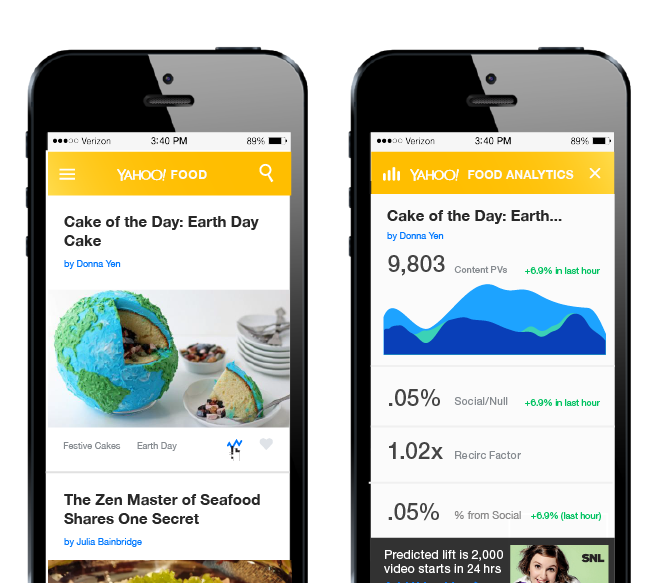 Verizon 3:40 PM 89%
YAHOO! FOOD
Cake of the Day: Earth Day
Cake
by Donna Yen
Festive Cakes Earth Day
The Zen Master of Seafood
Shares One Secret
by Julia Bainbridge
Verizon 3:40 PM 89%
YAHOO! FOOD ANALYTICS
Cake of the Day: Earth...
by Donna Yen
9,803 Content PVs +6.9% in last hour
.05% Social/Null +6.9% in last hour
1.02x Recirc Factor
.05% % from Social +6.9% (last hour)
Predicted lift is 2,000
video starts in 24 hrs
SNL